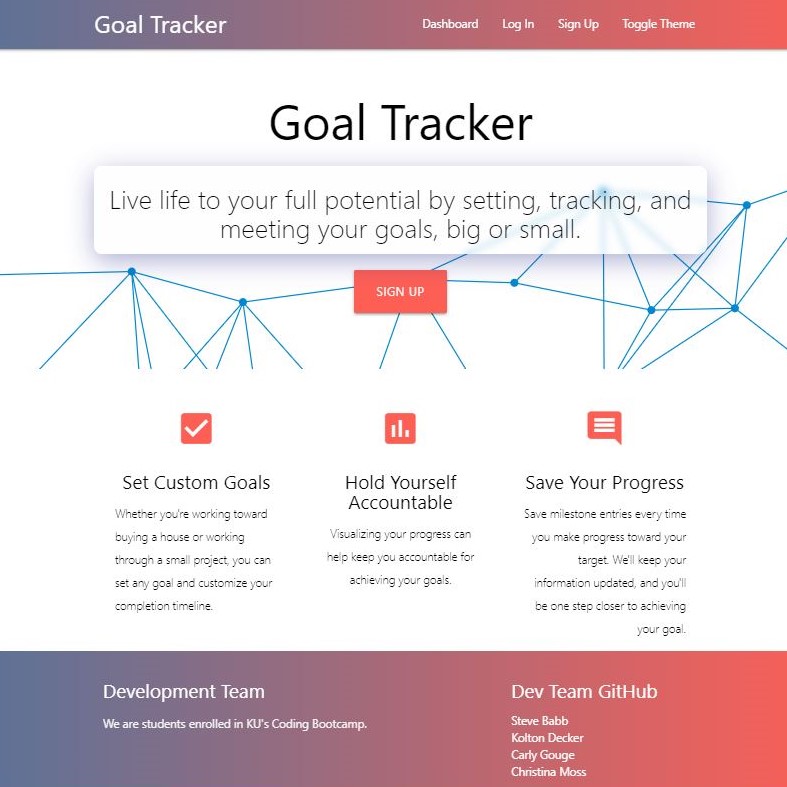 Goal Tracker
Dashboard
Log In
Sign Up
Toggle Theme
Goal Tracker
Live life to your full potential by setting, tracking, and
meeting your goals, big or small.
SIGN UP
Set Custom Goals
Whether you're working toward
buying a house or working
through a small project, you can
set any goal and customize your
completion timeline.
Hold Yourself
Accountable
Visualizing your progress can
help keep you accountable for
achieving your goals.
Save Your Progress
Save milestone entries every time
you make progress toward your
target. We'll keep your
information updated, and you'll
be one step closer to achieving
your goal.
Development Team
We are students enrolled in KU's Coding Bootcamp.
Dev Team GitHub
Steve Babb
Kolton Decker
Carly Gouge
Christina Moss